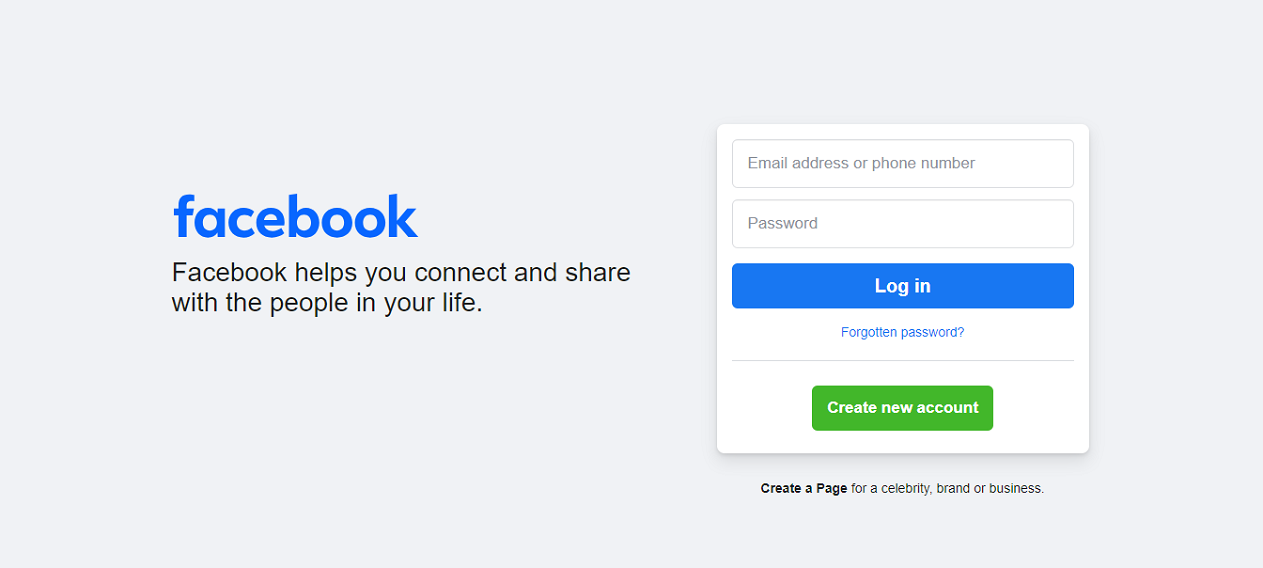 facebook
Facebook helps you connect and share
with the people in your life.
Email address or phone number
Password
Log in
Forgotten password?
Create new account
Create a Page for a celebrity, brand or business.